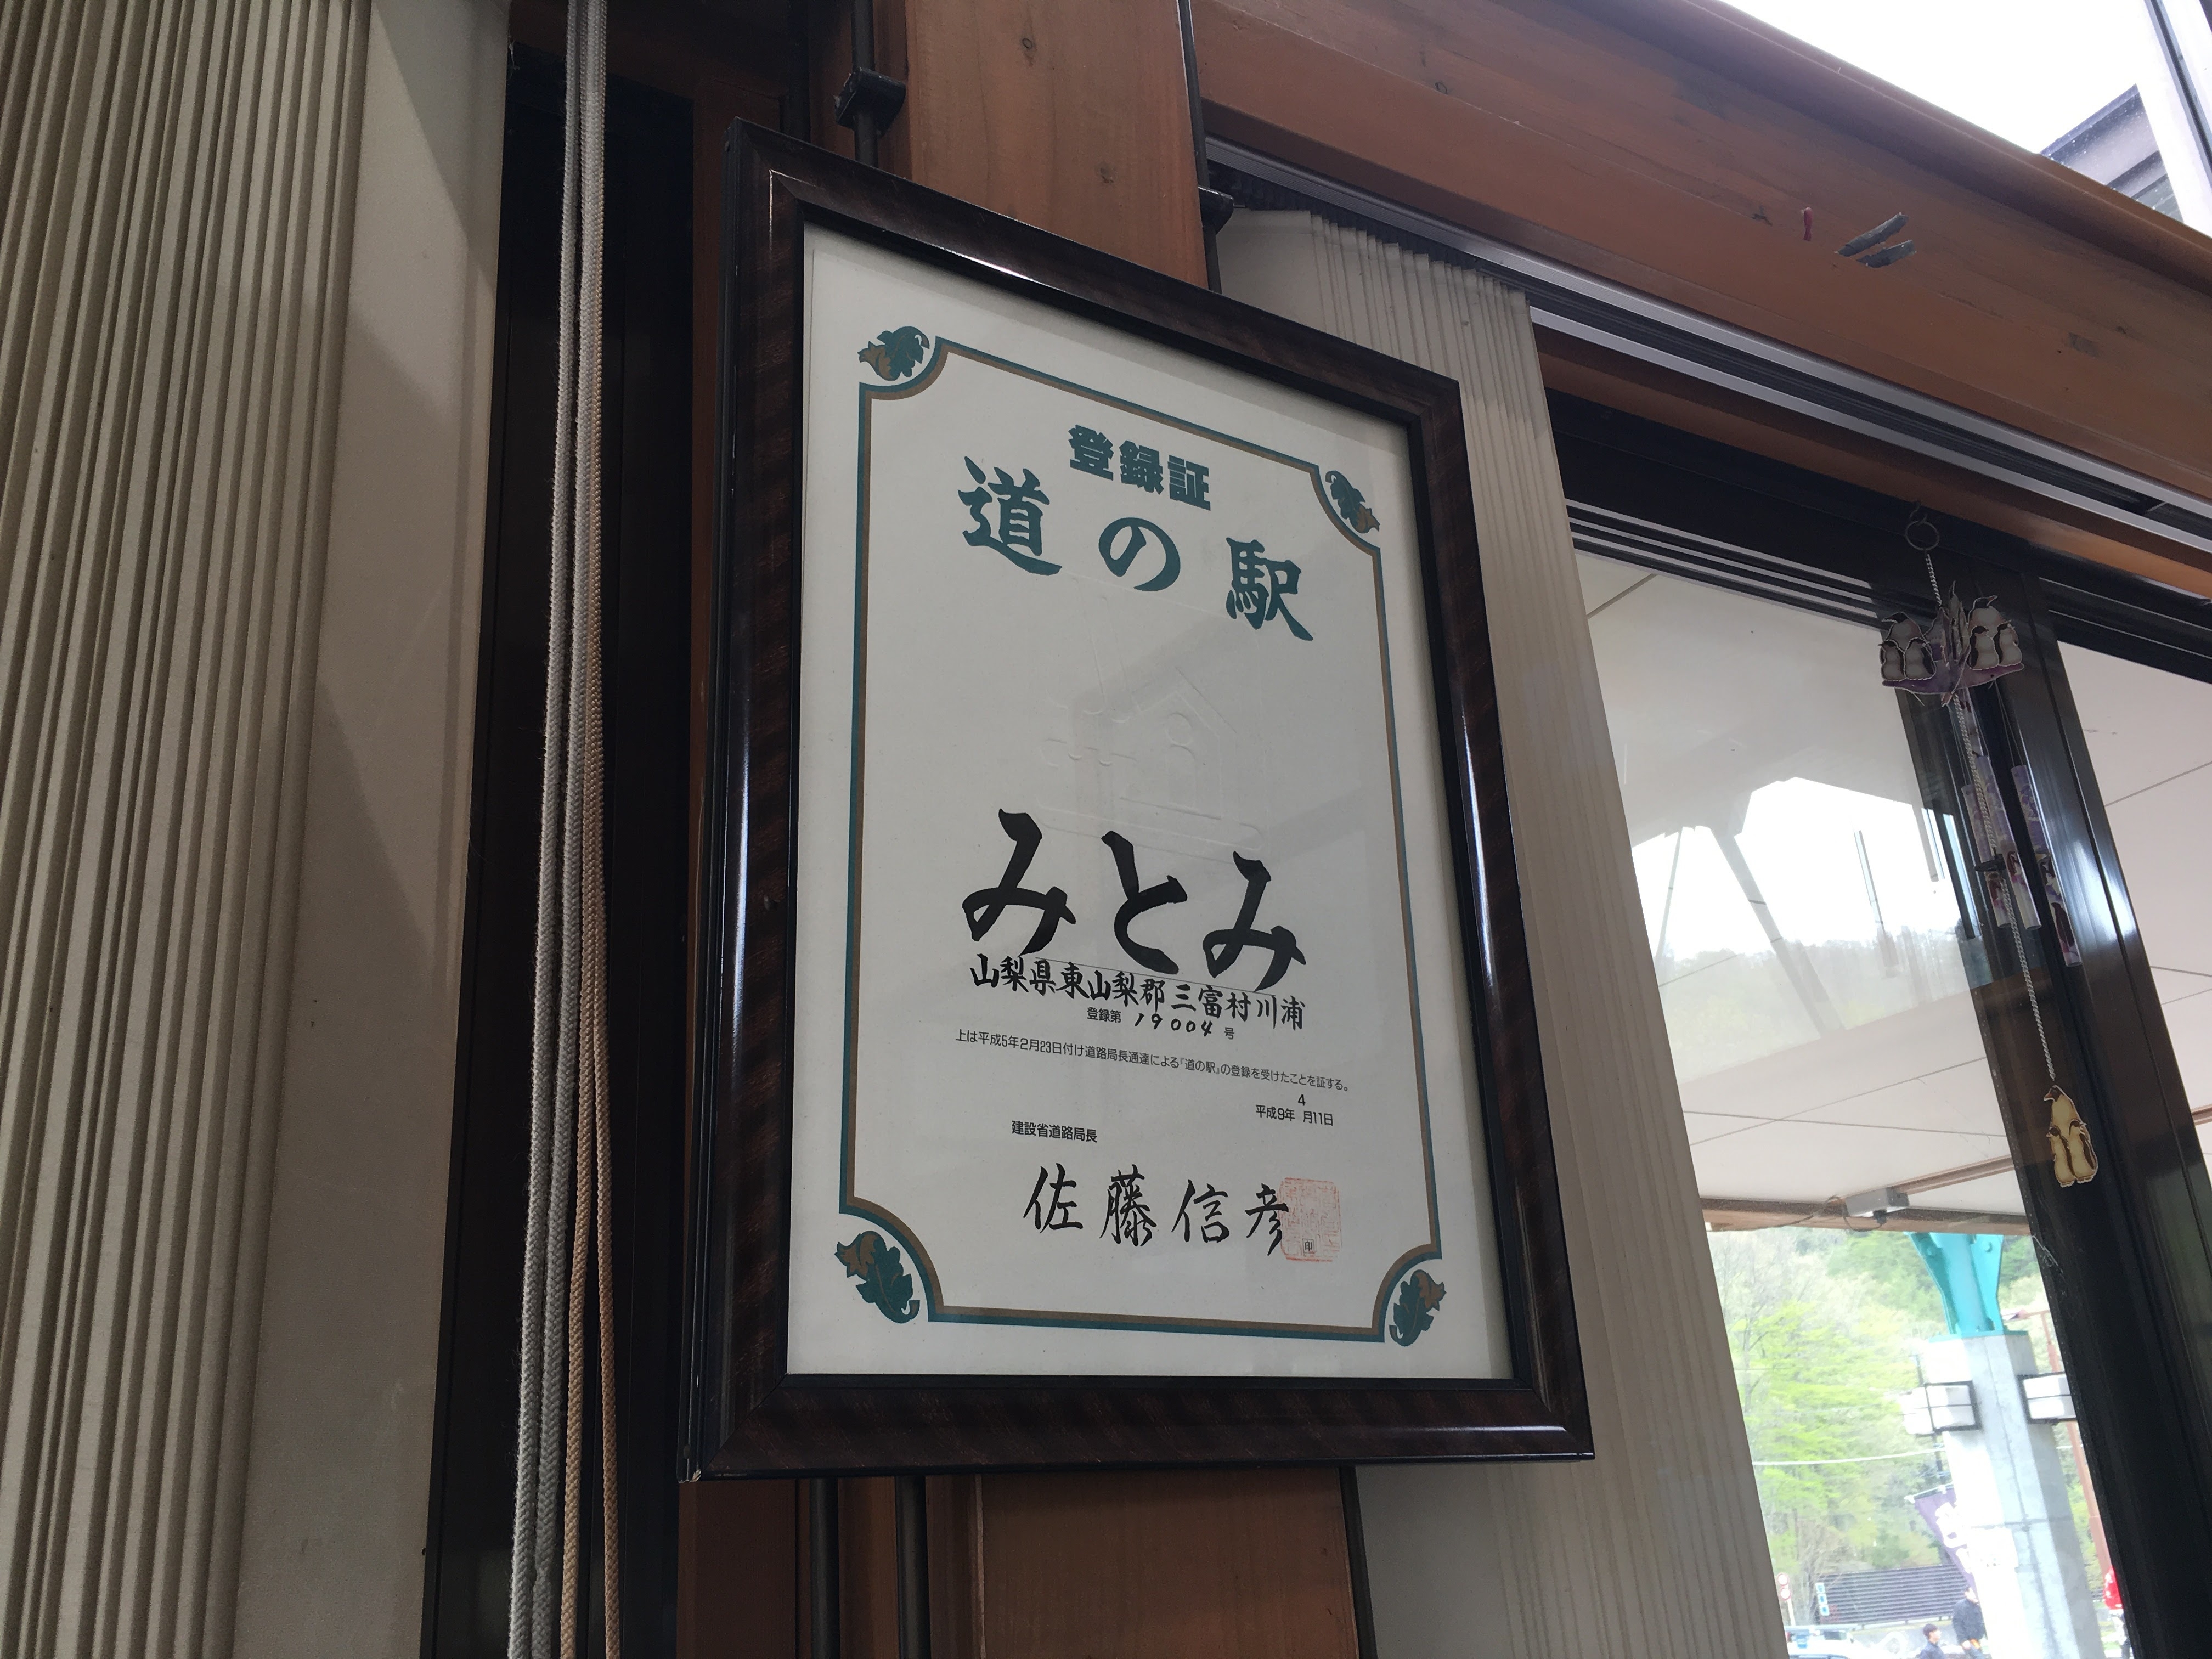 登録証
道の駅
みとみ
山梨県東山梨郡三富村川浦
登録第 19004 号
上は平成5年2月23日付け道路局長通達による『道の駅』の登録を受けたことを証する。
平成9年4月11日
建設省道路局長
佐藤信彦
印